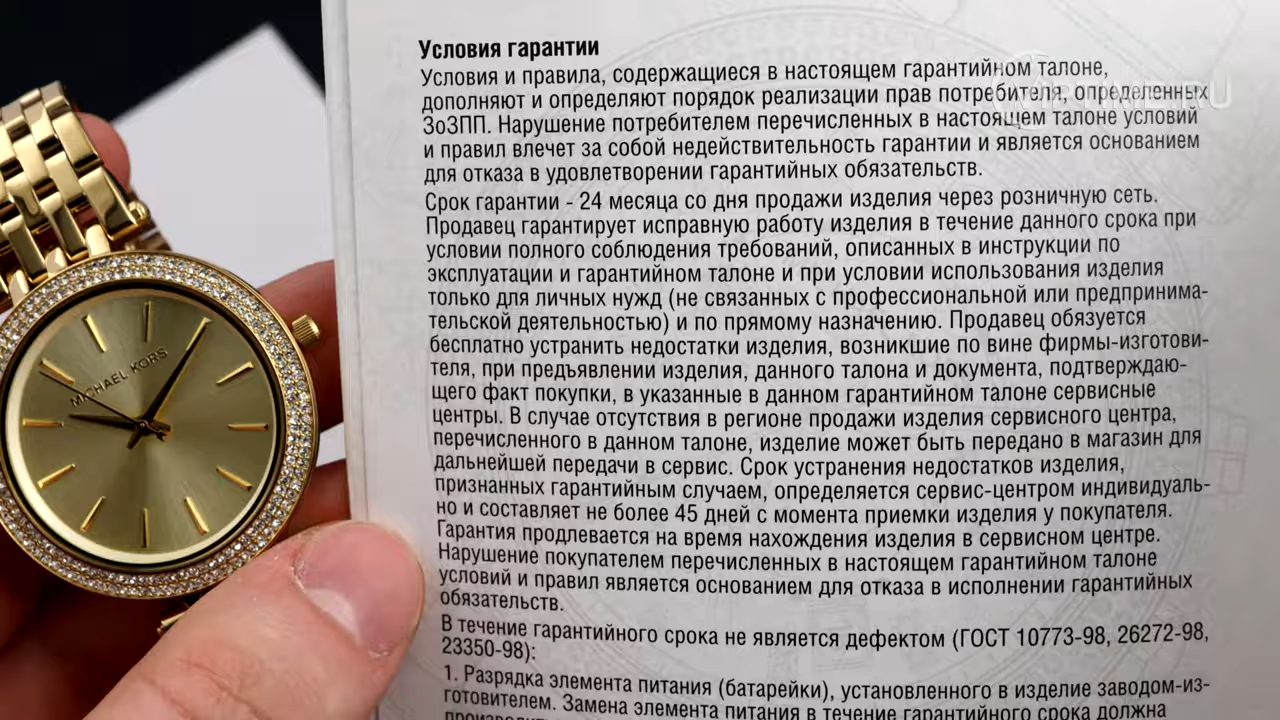 MICHAEL KORS
Условия гарантии
Условия и правила, содержащиеся в настоящем гарантийном талоне,
дополняют и определяют порядок реализации прав потребителя, определенных
ЗоЗПП. Нарушение потребителем перечисленных в настоящем талоне условий
и правил влечет за собой недействительность гарантии и является основанием
для отказа в удовлетворении гарантийных обязательств.
Срок гарантии - 24 месяца со дня продажи изделия через розничную сеть.
Продавец гарантирует исправную работу изделия в течение данного срока при
условии полного соблюдения требований, описанных в инструкции по
эксплуатации и гарантийном талоне и при условии использования изделия
только для личных нужд (не связанных с профессиональной или предпринима-
тельской деятельностью) и по прямому назначению. Продавец обязуется
бесплатно устранить недостатки изделия, возникшие по вине фирмы-изготови-
теля, при предъявлении изделия, данного талона и документа, подтверждаю-
щего факт покупки, в указанные в данном гарантийном талоне сервисные
центры. В случае отсутствия в регионе продажи изделия сервисного центра,
перечисленного в данном талоне, изделие может быть передано в магазин для
дальнейшей передачи в сервис. Срок устранения недостатков изделия,
признанных гарантийным случаем, определяется сервис-центром индивидуаль-
но и составляет не более 45 дней с момента приемки изделия у покупателя.
Гарантия продлевается на время нахождения изделия в сервисном центре.
Нарушение покупателем перечисленных в настоящем гарантийном талоне
условий и правил является основанием для отказа в исполнении гарантийных
обязательств.
В течение гарантийного срока не является дефектом (ГОСТ 10773-98, 26272-98,
23350-98):
1. Разрядка элемента питания (батарейки), установленного в изделие заводом-из-
готовителем. Замена элемента питания в течение гарантийного срока должна